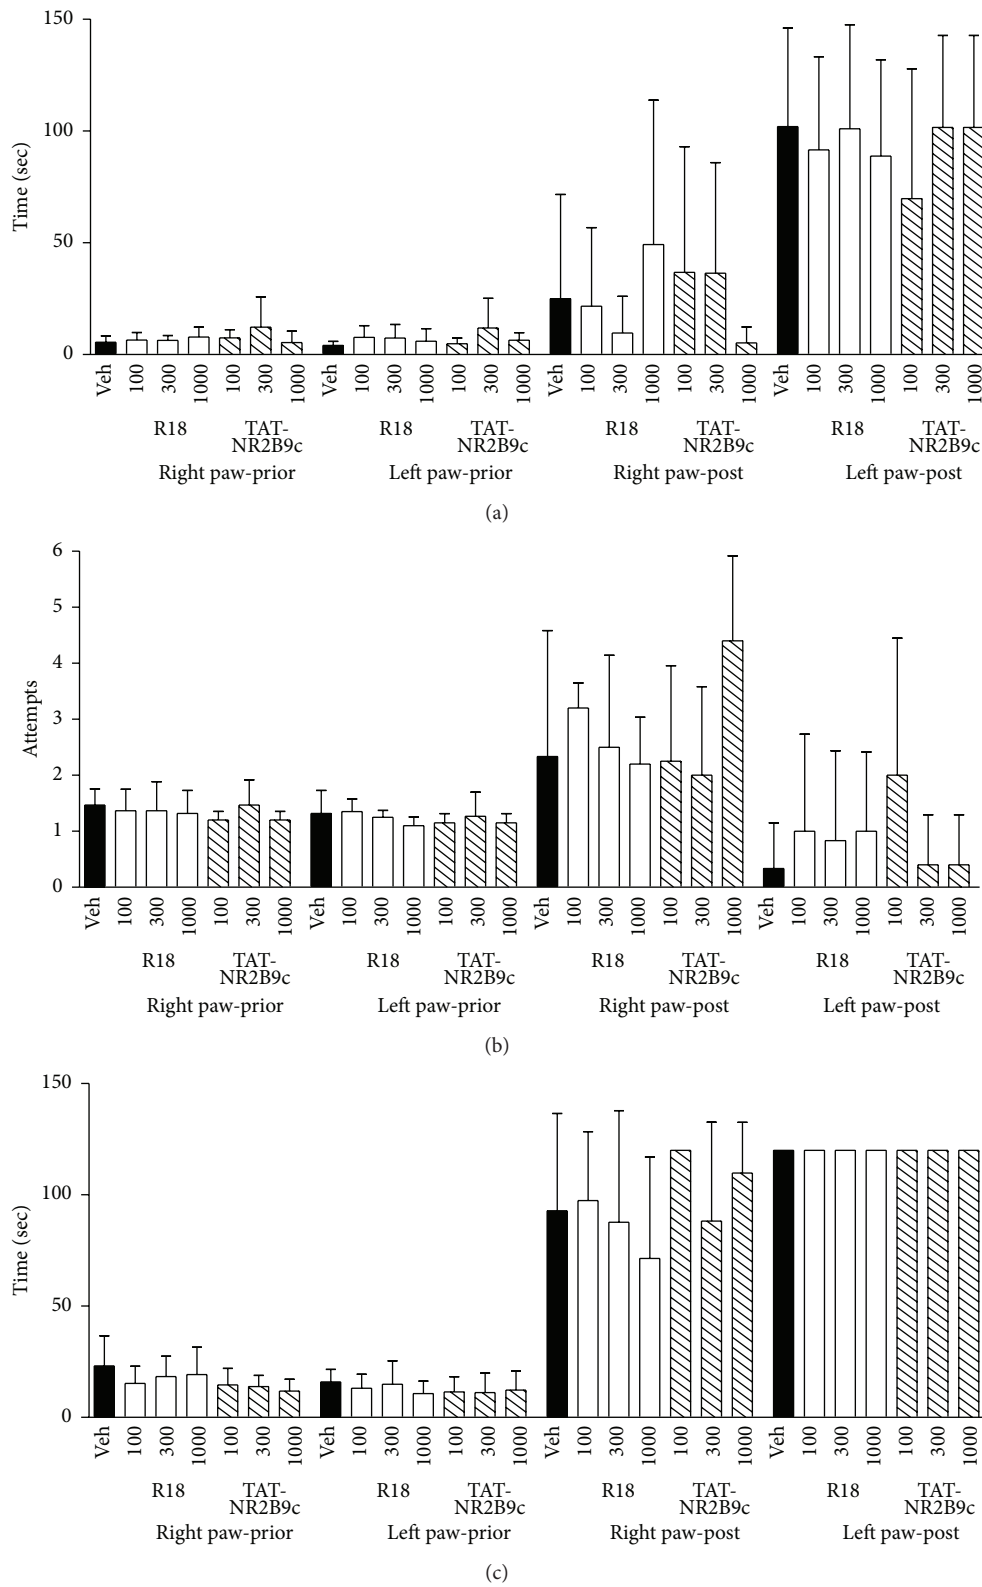 150
100
50
0
Time (sec)
Veh 100 300 1000 100 300 1000 Veh 100 300 1000 100 300 1000 Veh 100 300 1000 100 300 1000 Veh 100 300 1000 100 300 1000
R18 TAT- R18 TAT- R18 TAT- R18 TAT-
NR2B9c NR2B9c NR2B9c NR2B9c
Right paw-prior Left paw-prior Right paw-post Left paw-post
(a)
6
5
4
3
2
1
0
Attempts
Veh 100 300 1000 100 300 1000 Veh 100 300 1000 100 300 1000 Veh 100 300 1000 100 300 1000 Veh 100 300 1000 100 300 1000
R18 TAT- R18 TAT- R18 TAT- R18 TAT-
NR2B9c NR2B9c NR2B9c NR2B9c
Right paw-prior Left paw-prior Right paw-post Left paw-post
(b)
150
100
50
0
Time (sec)
Veh 100 300 1000 100 300 1000 Veh 100 300 1000 100 300 1000 Veh 100 300 1000 100 300 1000 Veh 100 300 1000 100 300 1000
R18 TAT- R18 TAT- R18 TAT- R18 TAT-
NR2B9c NR2B9c NR2B9c NR2B9c
Right paw-prior Left paw-prior Right paw-post Left paw-post
(c)